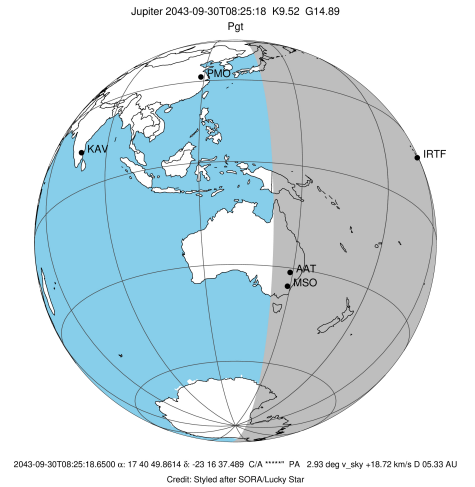 Jupiter 2043-09-30T08:25:18 K9.52 G14.89
Pgt
PMO
KAV
IRTF
AAT
MSO
2043-09-30T08:25:18.6500 α: 17 40 49.8614 δ: -23 16 37.489 C/A *****" PA 2.93 deg v_sky +18.72 km/s D 05.33 AU
Credit: Styled after SORA/Lucky Star